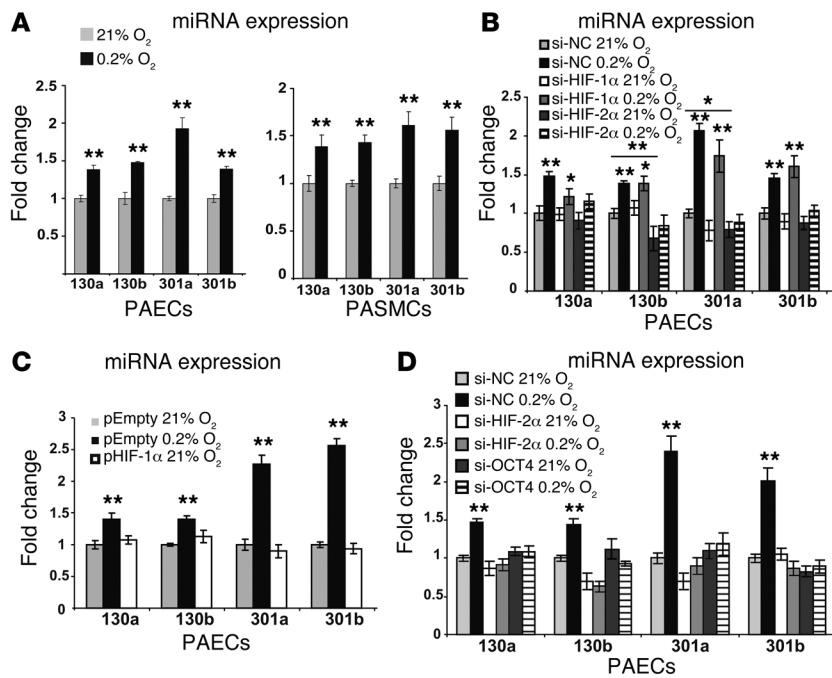 A
miRNA expression
21% O2
0.2% O2
Fold change
2.5
2
1.5
1
0.5
**
**
**
**
130a 130b 301a 301b
PAECs
2
1.5
1
0.5
0
**
**
**
**
130a 130b 301a 301b
PASMCs
B
miRNA expression
si-NC 21% O2
si-NC 0.2% O2
si-HIF-1α 21% O2
si-HIF-1α 0.2% O2
si-HIF-2α 21% O2
si-HIF-2α 0.2% O2
Fold change
2.5
2
1.5
1
0.5
0
**
*
**
**
*
*
**
**
**
**
130a 130b 301a 301b
PAECs
C
miRNA expression
pEmpty 21% O2
pEmpty 0.2% O2
pHIF-1α 21% O2
Fold change
3
2.5
2
1.5
1
0.5
0
**
**
**
**
130a 130b 301a 301b
PAECs
D
miRNA expression
si-NC 21% O2
si-NC 0.2% O2
si-HIF-2α 21% O2
si-HIF-2α 0.2% O2
si-OCT4 21% O2
si-OCT4 0.2% O2
Fold change
3
2.5
2
1.5
1
0.5
0
**
**
**
**
130a 130b 301a 301b
PAECs